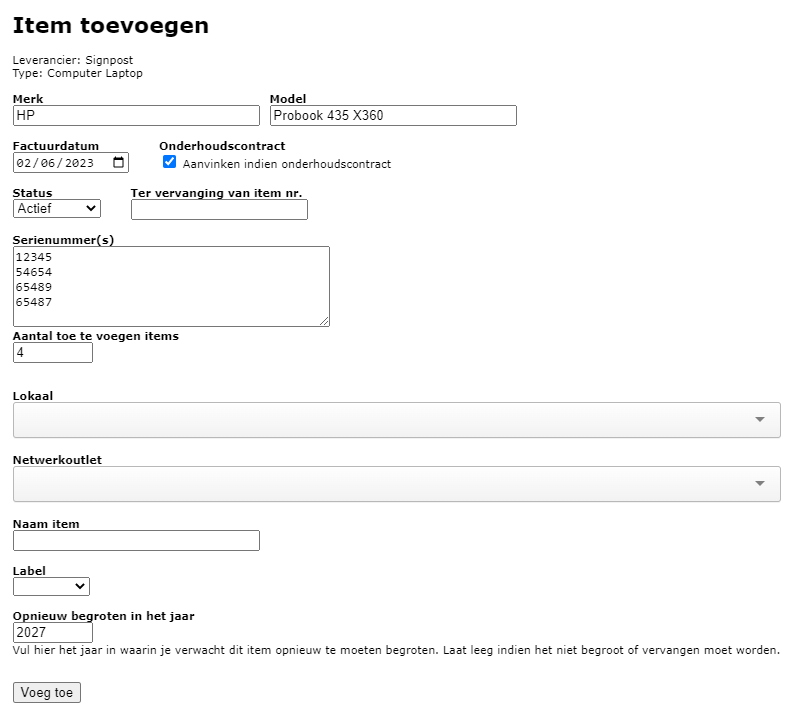 Item toevoegen
Leverancier: Signpost
Type: Computer Laptop
Merk Model
HP Probook 435 X360
Factuurdatum Onderhoudscontract
02/06/2023 Aanvinken indien onderhoudscontract
Status Ter vervanging van item nr.
Actief
Serienummer(s)
12345
54654
65489
65487
Aantal toe te voegen items
4
Lokaal
Netwerkoutlet
Naam item
Label
Opnieuw begroten in het jaar
2027
Vul hier het jaar in waarin je verwacht dit item opnieuw te moeten begroten. Laat leeg indien het niet begroot of vervangen moet worden.
Voeg toe